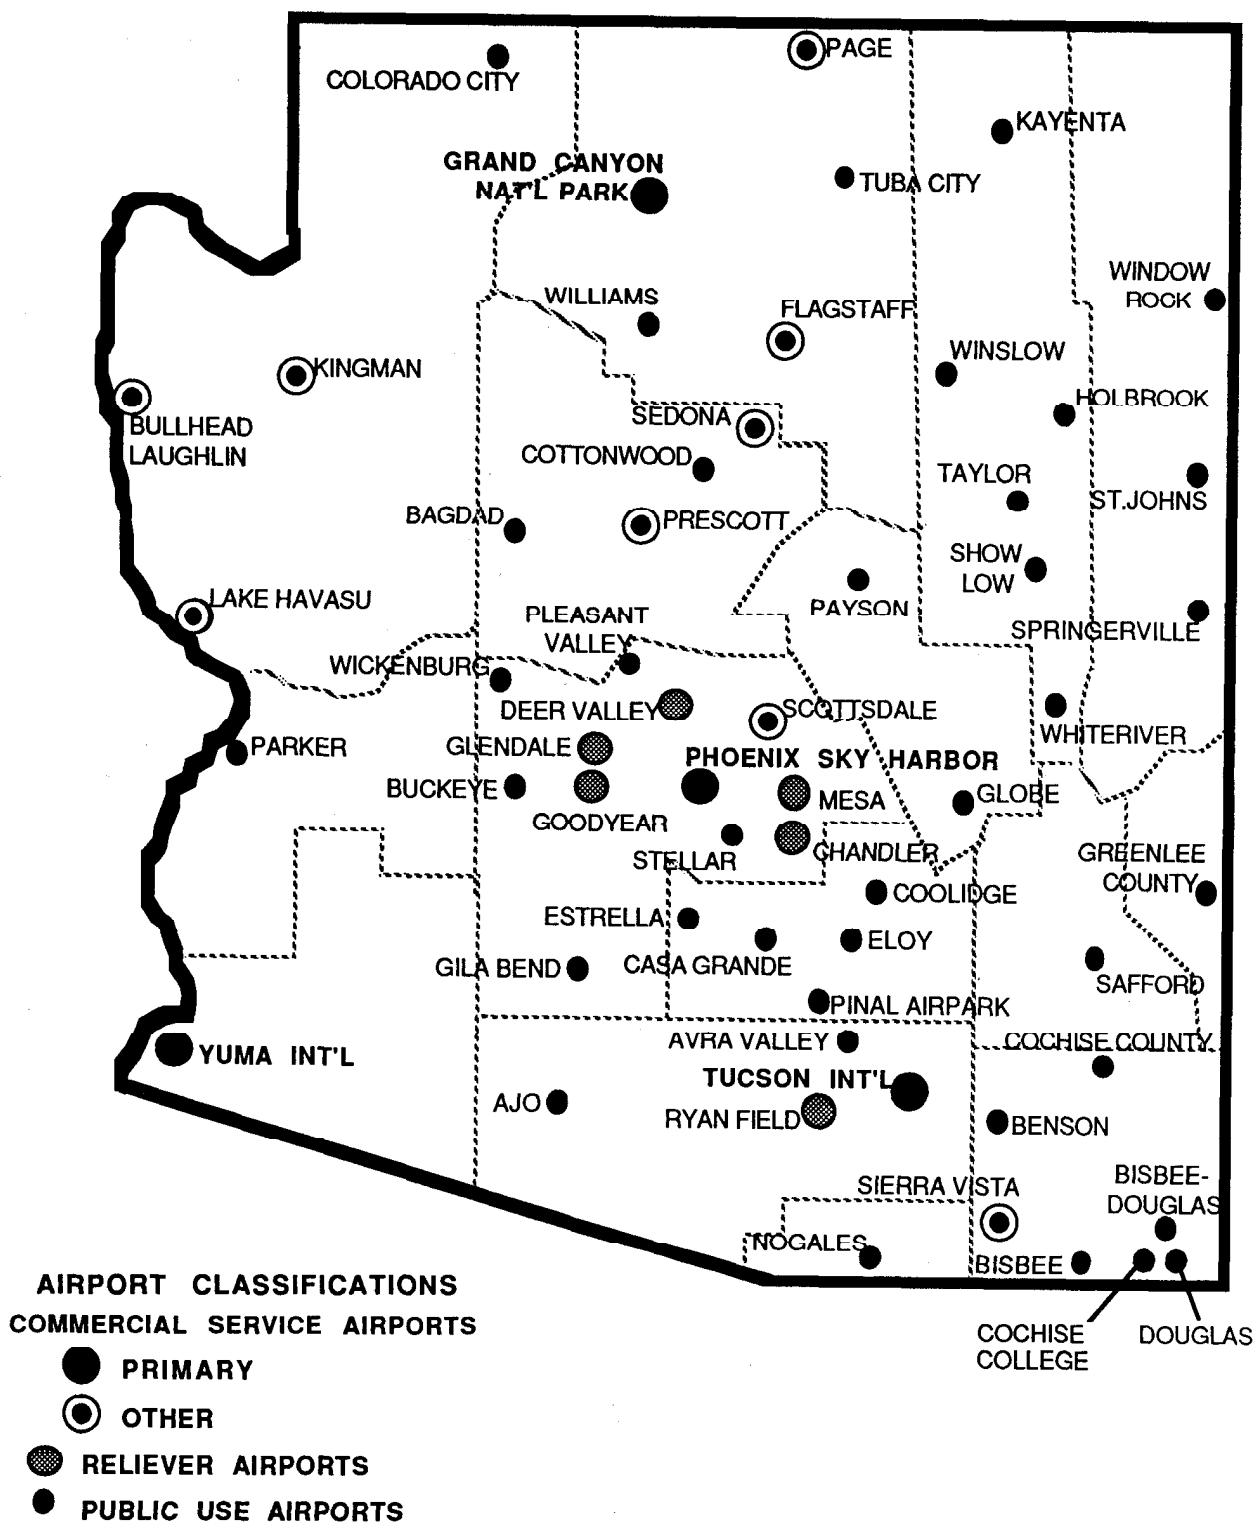 PAGE
COLORADO CITY
KAYENTA
GRAND CANYON
NAT'L PARK
TUBA CITY
WINDOW
ROCK
WILLIAMS
FLAGSTAFF
WINSLOW
KINGMAN
HOLBROOK
BULLHEAD
LAUGHLIN
SEDONA
COTTONWOOD
TAYLOR
ST.JOHNS
BAGDAD
PRESCOTT
SHOW
LOW
LAKE HAVASU
PAYSON
PLEASANT
VALLEY
SPRINGERVILLE
WICKENBURG
DEER VALLEY
SCOTTSDALE
WHITERIVER
PARKER
GLENDALE
PHOENIX SKY HARBOR
BUCKEYE
MESA
GLOBE
GOODYEAR
STELLAR
CHANDLER
GREENLEE
COUNTY
COOLIDGE
ESTRELLA
ELOY
GILA BEND
CASA GRANDE
SAFFORD
PINAL AIRPARK
AVRA VALLEY
COCHISE COUNTY
YUMA INT'L
TUCSON INT'L
AJO
RYAN FIELD
BENSON
SIERRA VISTA
BISBEE-
DOUGLAS
NOGALES
BISBEE
COCHISE
COLLEGE
DOUGLAS
AIRPORT CLASSIFICATIONS
COMMERCIAL SERVICE AIRPORTS
PRIMARY
OTHER
RELIEVER AIRPORTS
PUBLIC USE AIRPORTS